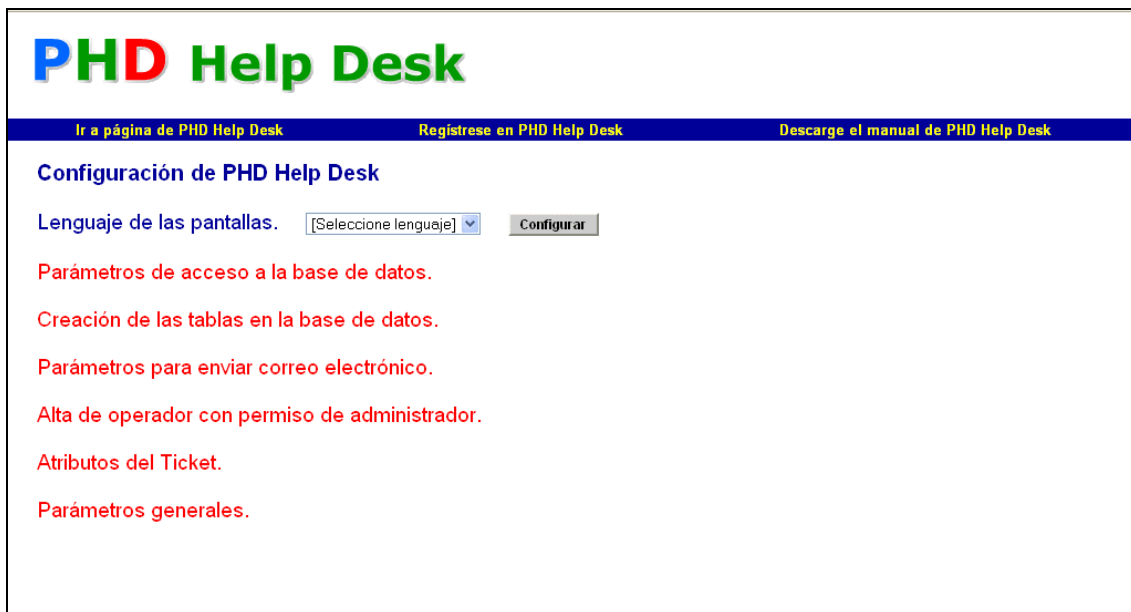 PHD Help Desk
Ir a página de PHD Help Desk Regístrese en PHD Help Desk Descarge el manual de PHD Help Desk
Configuración de PHD Help Desk
Lenguaje de las pantallas. [Seleccione lenguaje] Configurar
Parámetros de acceso a la base de datos.
Creación de las tablas en la base de datos.
Parámetros para enviar correo electrónico.
Alta de operador con permiso de administrador.
Atributos del Ticket.
Parámetros generales.